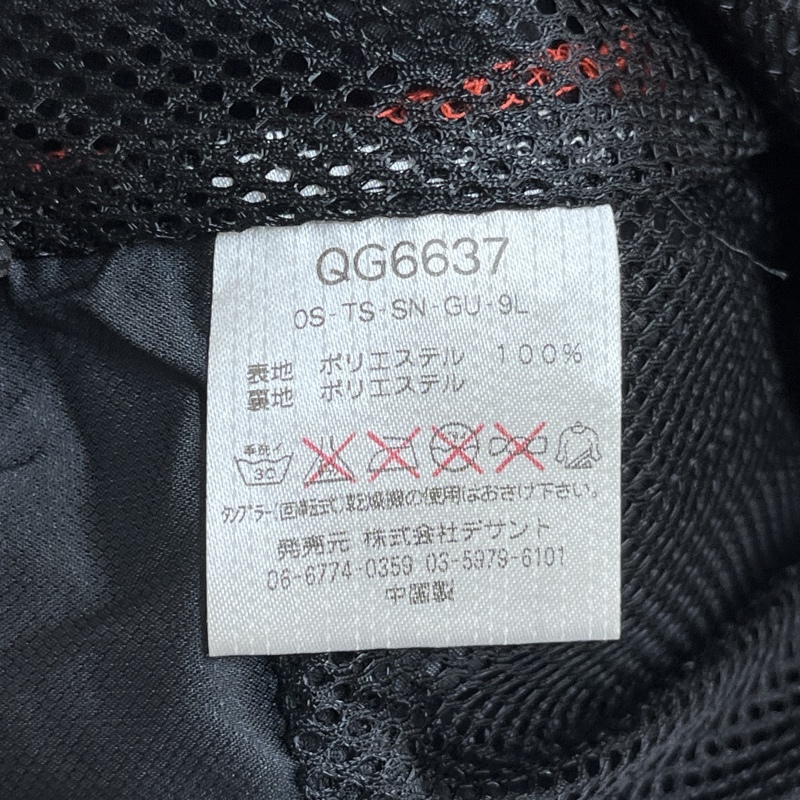 QG6637
OS-TS-SN-GU-9L
表地 ポリエステル 100%
裏地 ポリエステル
手洗イ
30
タンブラー(回転式)乾燥機の使用はおさけ下さい。
発売元 株式会社デサント
06-6774-0359 03-5979-6101
中国製